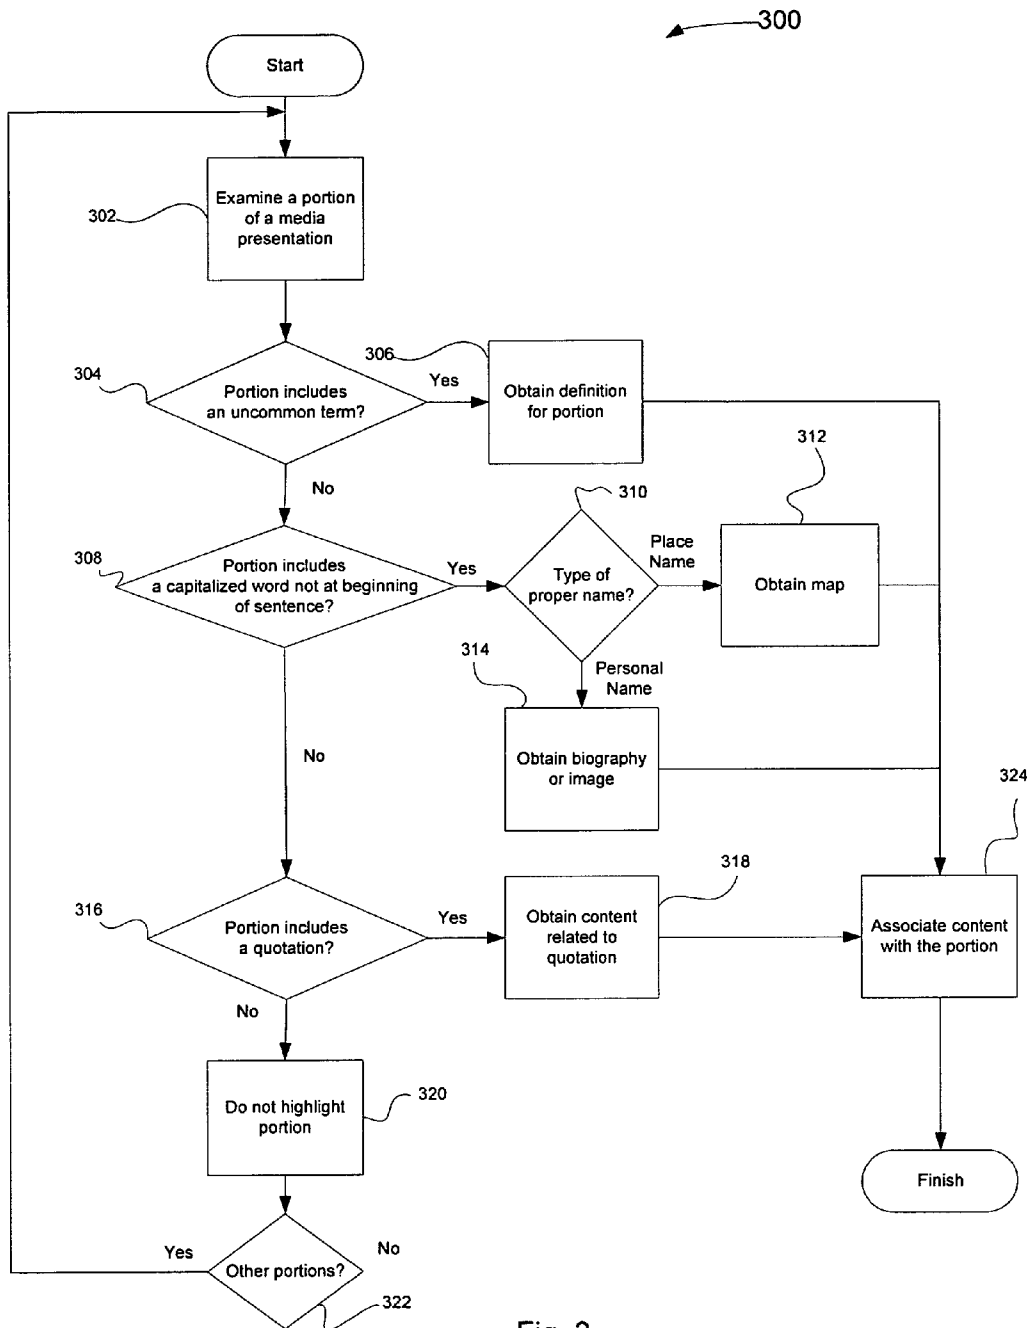 300
Start
302
Examine a portion
of a media
presentation
304
Portion includes
an uncommon term?
Yes
306
Obtain definition
for portion
No
308
Portion includes
a capitalized word not at beginning
of sentence?
Yes
310
Type of
proper name?
Place
Name
312
Obtain map
314
Personal
Name
Obtain biography
or image
No
316
Portion includes
a quotation?
Yes
318
Obtain content
related to
quotation
324
Associate content
with the portion
No
320
Do not highlight
portion
Finish
Yes
Other portions?
No
322